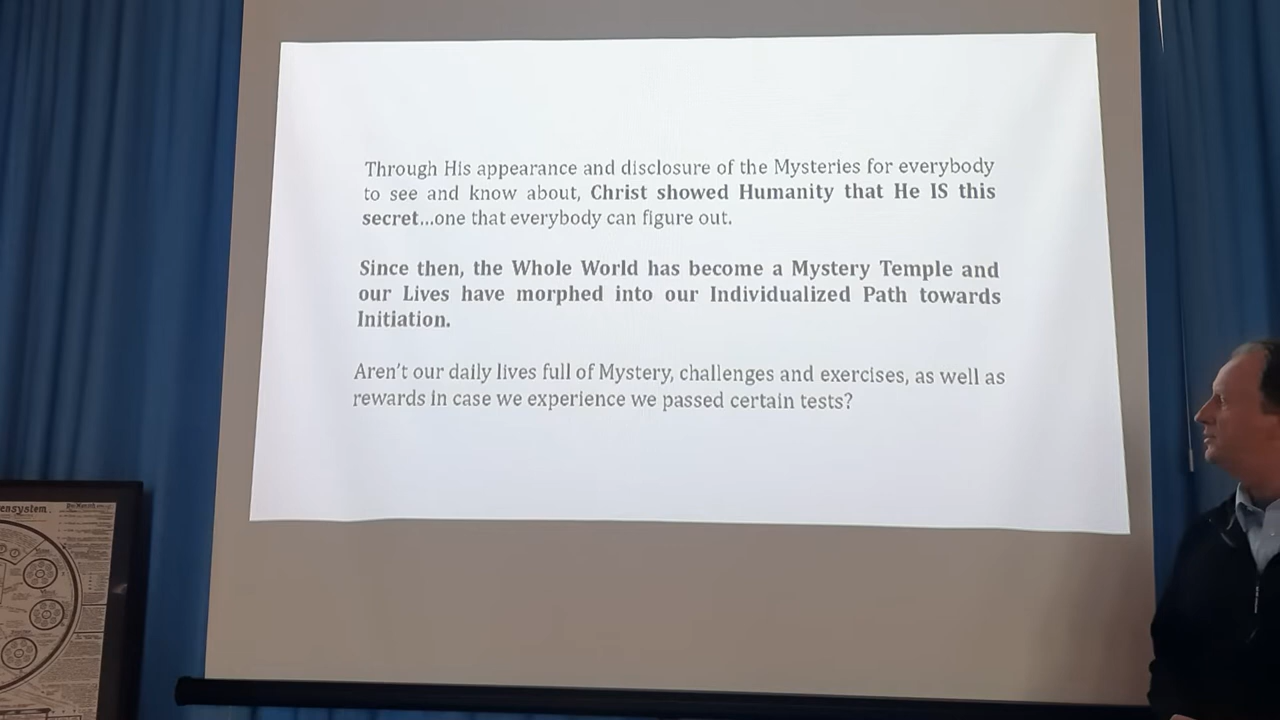 Through His appearance and disclosure of the Mysteries for everybody
to see and know about, Christ showed Humanity that He IS this
secret...one that everybody can figure out.
Since then, the Whole World has become a Mystery Temple and
our Lives have morphed into our Individualized Path towards
Initiation.
Aren't our daily lives full of Mystery, challenges and exercises, as well as
rewards in case we experience we passed certain tests?